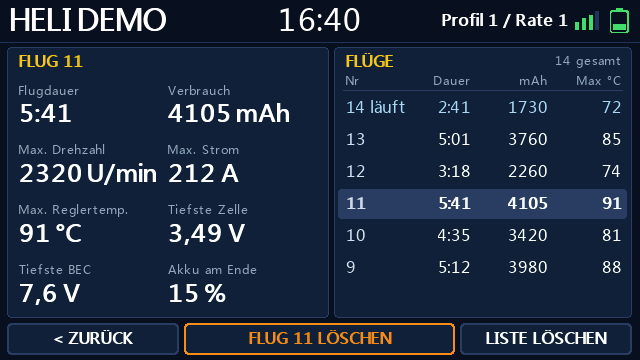 HELI DEMO 16:40 Profil 1 / Rate 1
FLUG 11
Flugdauer Verbrauch
5:41 4105 mAh
Max. Drehzahl Max. Strom
2320 U/min 212 A
Max. Reglertemp. Tiefste Zelle
91 °C 3,49 V
Tiefste BEC Akku am Ende
7,6 V 15 %
FLÜGE 14 gesamt
Nr Dauer mAh Max °C
14 läuft 2:41 1730 72
13 5:01 3760 85
12 3:18 2260 74
11 5:41 4105 91
10 4:35 3420 81
9 5:12 3980 88
< ZURÜCK FLUG 11 LÖSCHEN LISTE LÖSCHEN